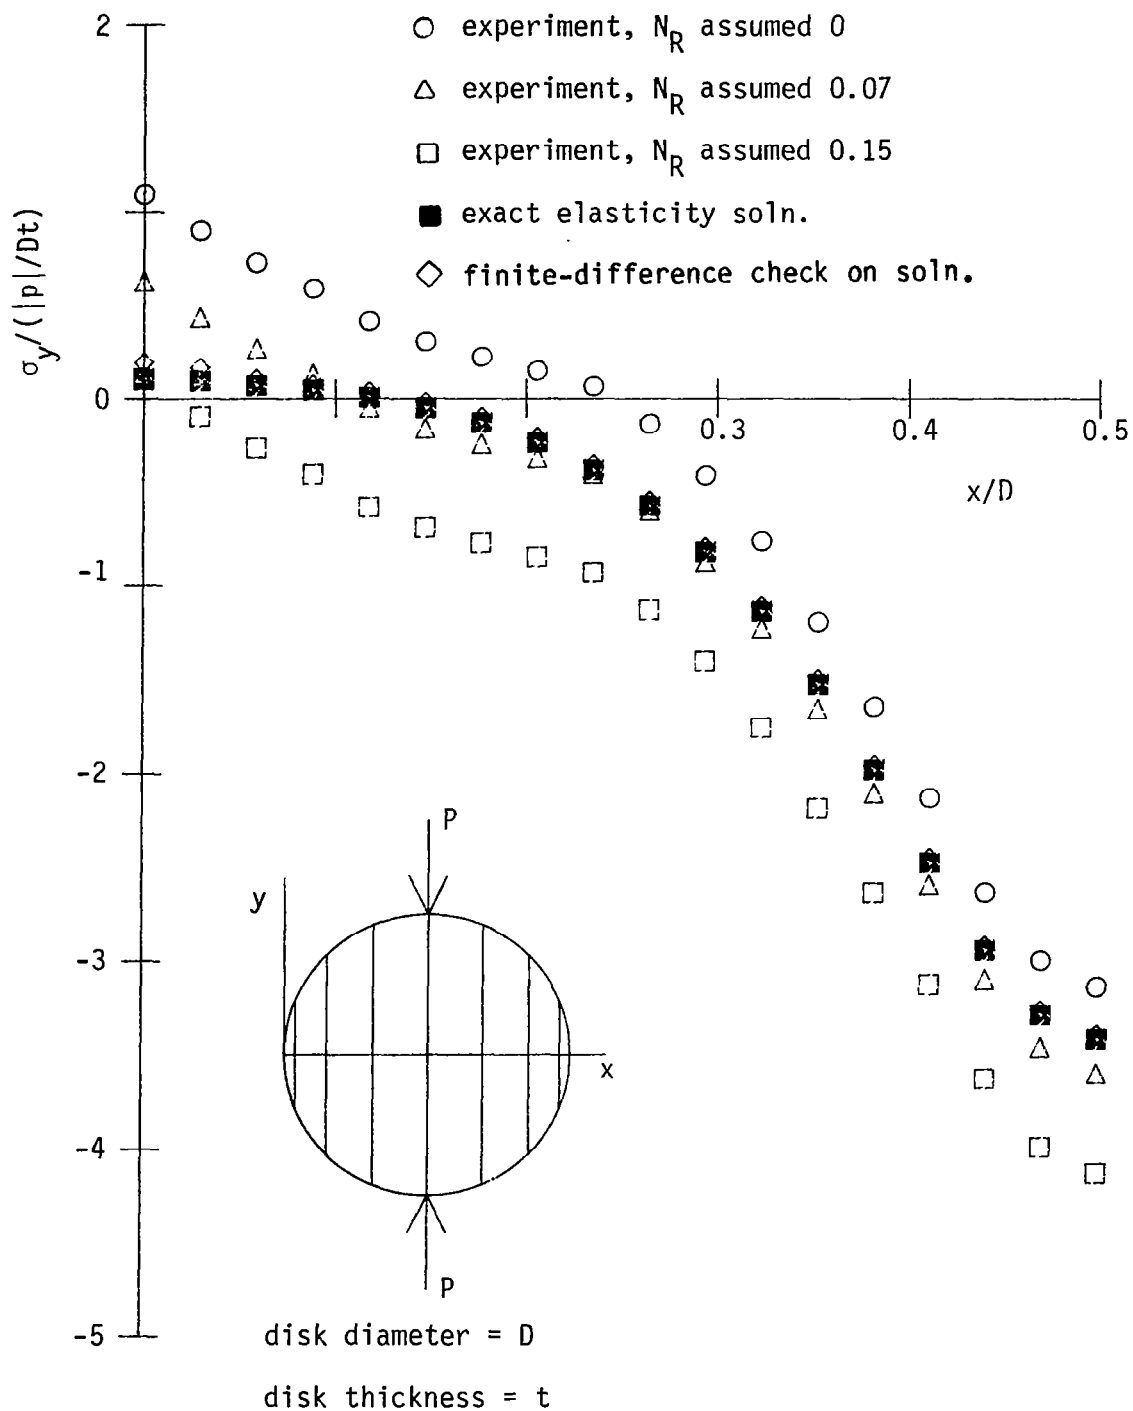 2
experiment, N_R assumed 0
experiment, N_R assumed 0.07
experiment, N_R assumed 0.15
exact elasticity soln.
finite-difference check on soln.
σ_y/(|p|/Dt)
0
0.3
0.4
0.5
x/D
-1
-2
P
y
-3
x
-4
P
-5
disk diameter = D
disk thickness = t